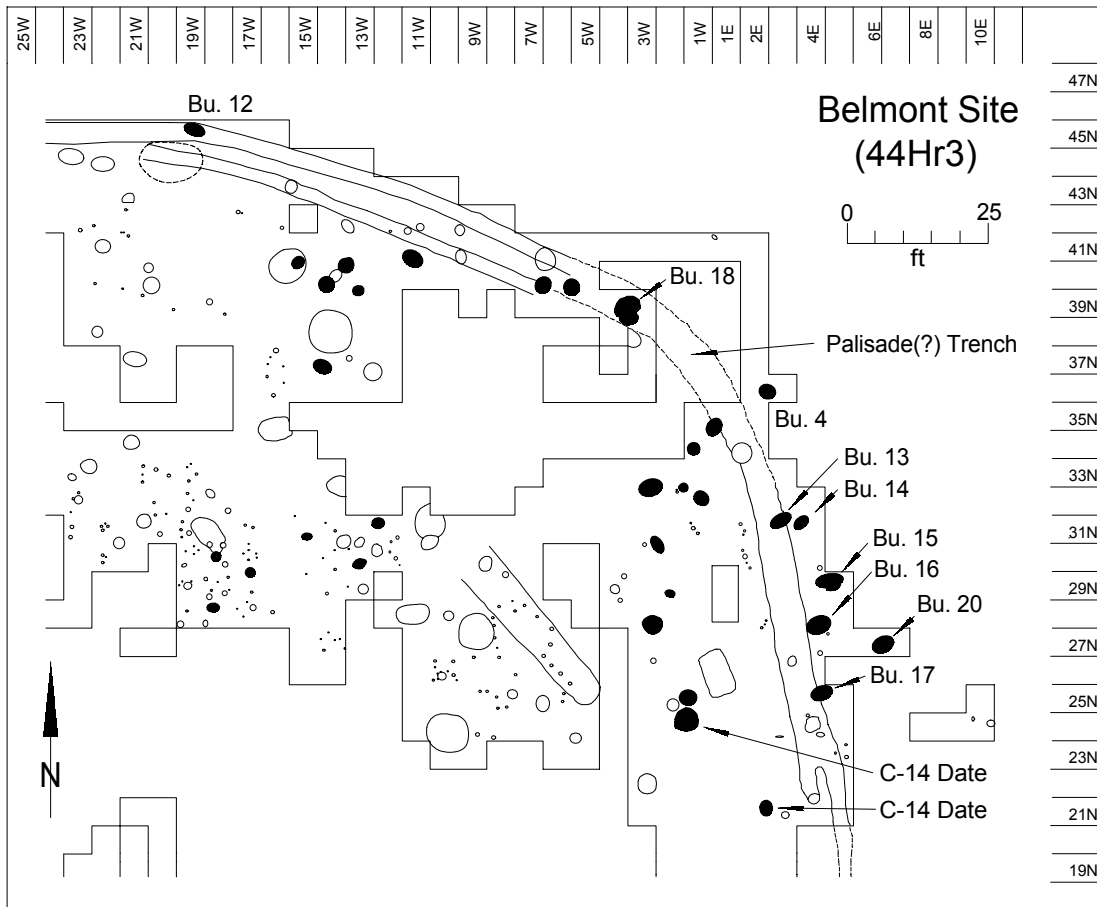 25W
23W
21W
19W
17W
15W
13W
11W
9W
7W
5W
3W
1W
1E
2E
4E
6E
8E
10E
47N
Belmont Site
(44Hr3)
Bu. 12
45N
43N
0 25
ft
41N
Bu. 18
39N
Palisade(?) Trench
37N
Bu. 4
35N
Bu. 13
33N
Bu. 14
31N
Bu. 15
Bu. 16
29N
Bu. 20
27N
Bu. 17
25N
N
C-14 Date
23N
C-14 Date
21N
19N